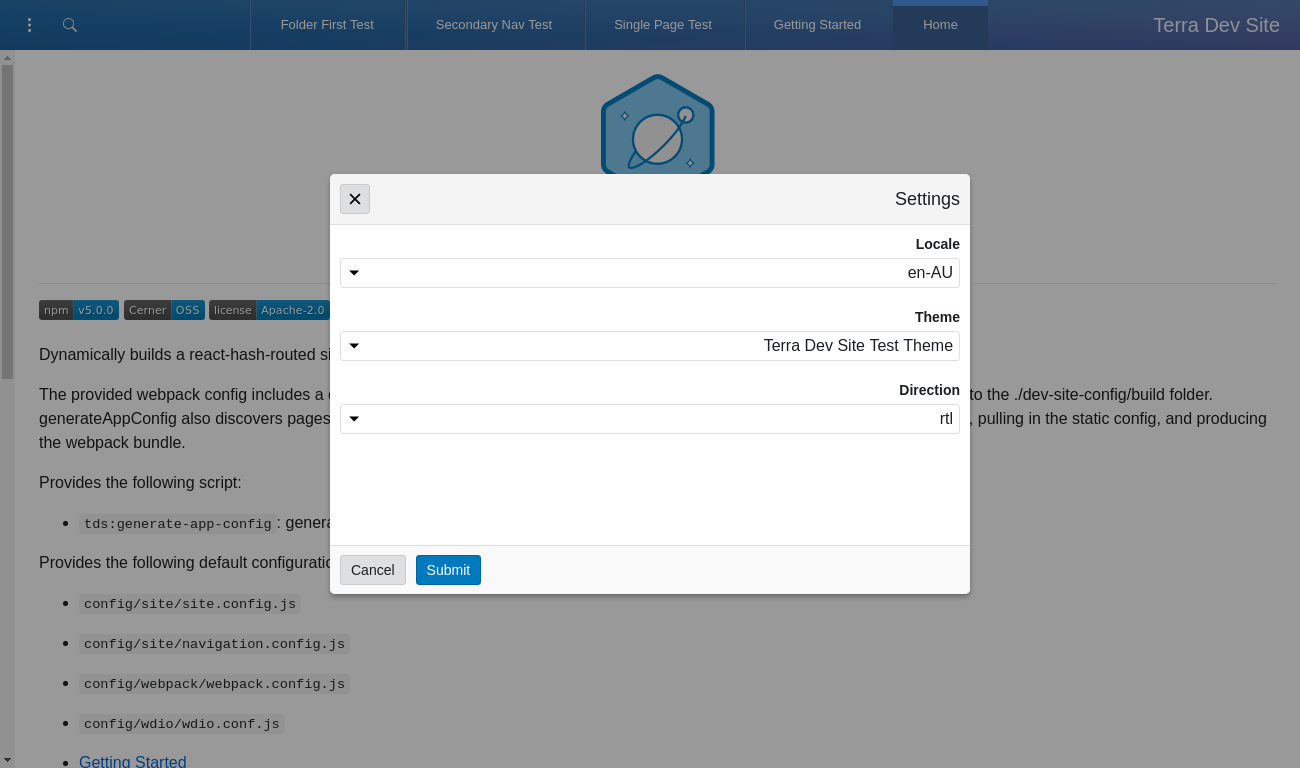 Folder First Test
Secondary Nav Test
Single Page Test
Getting Started
Home
Terra Dev Site
Settings
Locale
en-AU
Theme
Terra Dev Site Test Theme
Direction
rtl
Cancel
Submit
npm v5.0.0 Cerner OSS license Apache-2.0
Dynamically builds a react-hash-routed
The provided webpack config includes a to the ./dev-site-config/build folder.
generateAppConfig also discovers pages , pulling in the static config, and producing
the webpack bundle.
Provides the following script:
tds:generate-app-config:
Provides the following default
config/site/site.config.js
config/site/navigation.config.js
config/webpack/webpack.config.js
config/wdio/wdio.conf.js
Getting Started